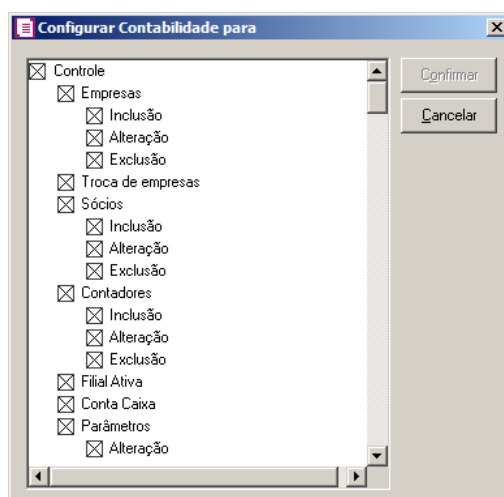 Configurar Contabilidade para
Controle
Empresas
Inclusão
Alteração
Exclusão
Troca de empresas
Sócios
Inclusão
Alteração
Exclusão
Contadores
Inclusão
Alteração
Exclusão
Filial Ativa
Conta Caixa
Parâmetros
Alteração
Confirmar
Cancelar